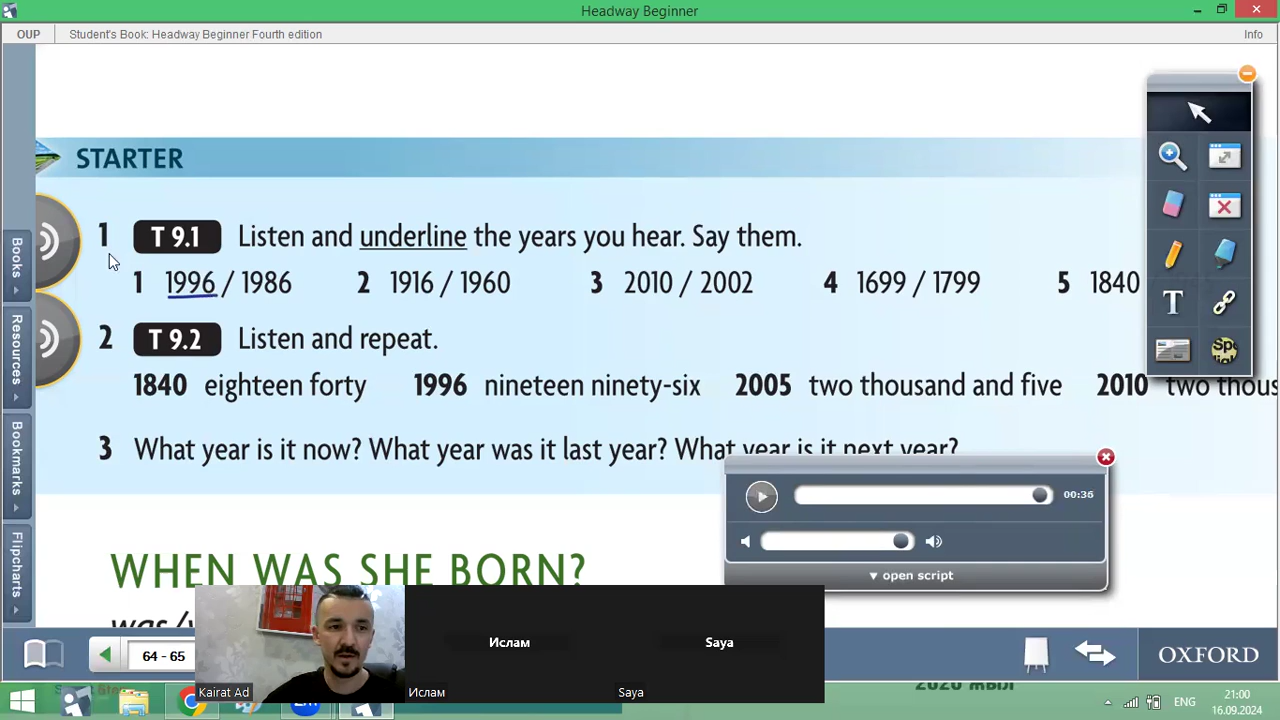 Headway Beginner
OUP Student's Book: Headway Beginner Fourth edition Info
STARTER
1 T 9.1 Listen and underline the years you hear. Say them.
1 1996 / 1986 2 1916 / 1960 3 2010 / 2002 4 1699 / 1799 5 1840
2 T 9.2 Listen and repeat.
1840 eighteen forty 1996 nineteen ninety-six 2005 two thousand and five 2010 two thous
3 What year is it now? What year was it last year? What year is it next year?
00:36
open script
WHEN WAS SHE BORN?
was/
Books
Resources
Bookmarks
Flipcharts
T
Spo
64 - 65
OXFORD
Kairat Ad
Ислам
Ислам
Saya
Saya
2020 жыл
ENG
21:00
16.09.2024